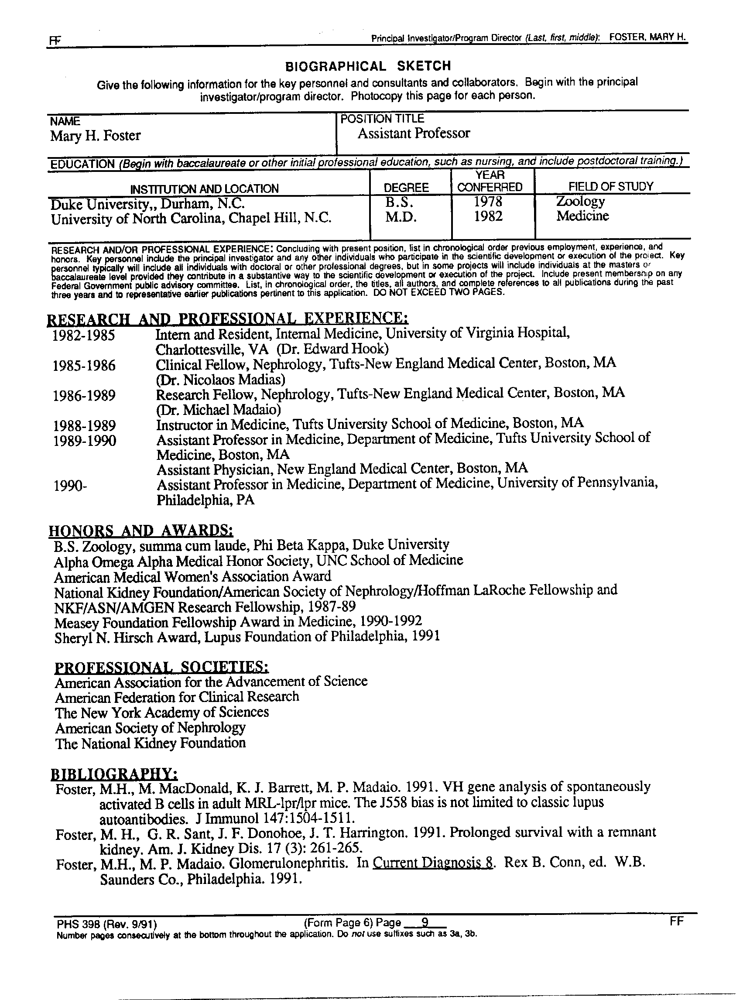 FF
Principal Investigator/Program Director (Last, first, middle): FOSTER, MARY H.
BIOGRAPHICAL SKETCH
Give the following information for the key personnel and consultants and collaborators. Begin with the principal
investigator/program director. Photocopy this page for each person.
NAME
Mary H. Foster
POSITION TITLE
Assistant Professor
EDUCATION (Begin with baccalaureate or other initial professional education, such as nursing, and include postdoctoral training.)
INSTITUTION AND LOCATION DEGREE YEAR CONFERRED FIELD OF STUDY
Duke University,, Durham, N.C. B.S. 1978 Zoology
University of North Carolina, Chapel Hill, N.C. M.D. 1982 Medicine
RESEARCH AND/OR PROFESSIONAL EXPERIENCE: Concluding with present position, list in chronological order previous employment, experience, and
honors. Key personnel include the principal investigator and any other individuals who participate in the scientific development or execution of the project. Key
personnel typically will include all individuals with doctoral or other professional degrees, but in some projects will include individuals at the masters or
baccalaureate level provided they contribute in a substantive way to the scientific development or execution of the project. Include present membership on any
Federal Government public advisory committee. List, in chronological order, the titles, all authors, and complete references to all publications during the past
three years and to representative earlier publications pertinent to this application. DO NOT EXCEED TWO PAGES.
RESEARCH AND PROFESSIONAL EXPERIENCE:
1982-1985 Intern and Resident, Internal Medicine, University of Virginia Hospital,
Charlottesville, VA (Dr. Edward Hook)
1985-1986 Clinical Fellow, Nephrology, Tufts-New England Medical Center, Boston, MA
(Dr. Nicolaos Madias)
1986-1989 Research Fellow, Nephrology, Tufts-New England Medical Center, Boston, MA
(Dr. Michael Madaio)
1988-1989 Instructor in Medicine, Tufts University School of Medicine, Boston, MA
1989-1990 Assistant Professor in Medicine, Department of Medicine, Tufts University School of
Medicine, Boston, MA
Assistant Physician, New England Medical Center, Boston, MA
1990- Assistant Professor in Medicine, Department of Medicine, University of Pennsylvania,
Philadelphia, PA
HONORS AND AWARDS:
B.S. Zoology, summa cum laude, Phi Beta Kappa, Duke University
Alpha Omega Alpha Medical Honor Society, UNC School of Medicine
American Medical Women's Association Award
National Kidney Foundation/American Society of Nephrology/Hoffman LaRoche Fellowship and
NKF/ASN/AMGEN Research Fellowship, 1987-89
Measey Foundation Fellowship Award in Medicine, 1990-1992
Sheryl N. Hirsch Award, Lupus Foundation of Philadelphia, 1991
PROFESSIONAL SOCIETIES:
American Association for the Advancement of Science
American Federation for Clinical Research
The New York Academy of Sciences
American Society of Nephrology
The National Kidney Foundation
BIBLIOGRAPHY:
Foster, M.H., M. MacDonald, K. J. Barrett, M. P. Madaio. 1991. VH gene analysis of spontaneously
activated B cells in adult MRL-lpr/lpr mice. The J558 bias is not limited to classic lupus
autoantibodies. J Immunol 147:1504-1511.
Foster, M. H., G. R. Sant, J. F. Donohoe, J. T. Harrington. 1991. Prolonged survival with a remnant
kidney. Am. J. Kidney Dis. 17 (3): 261-265.
Foster, M.H., M. P. Madaio. Glomerulonephritis. In Current Diagnosis 8. Rex B. Conn, ed. W.B.
Saunders Co., Philadelphia. 1991.
PHS 398 (Rev. 9/91) (Form Page 6) Page 9 FF
Number pages consecutively at the bottom throughout the application. Do not use suffixes such as 3a, 3b.